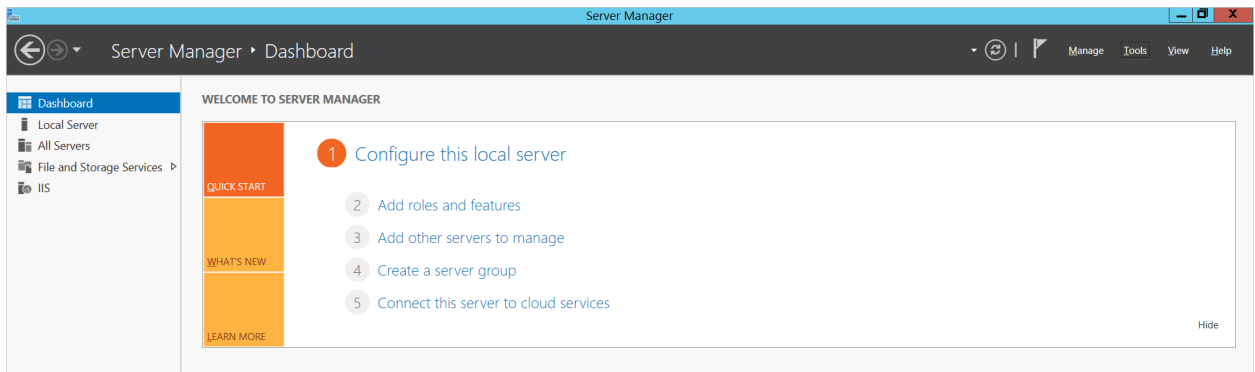 Server Manager
Server Manager ‣ Dashboard
Manage Tools View Help
Dashboard
Local Server
All Servers
File and Storage Services
IIS
WELCOME TO SERVER MANAGER
QUICK START
WHAT'S NEW
LEARN MORE
1 Configure this local server
2 Add roles and features
3 Add other servers to manage
4 Create a server group
5 Connect this server to cloud services
Hide